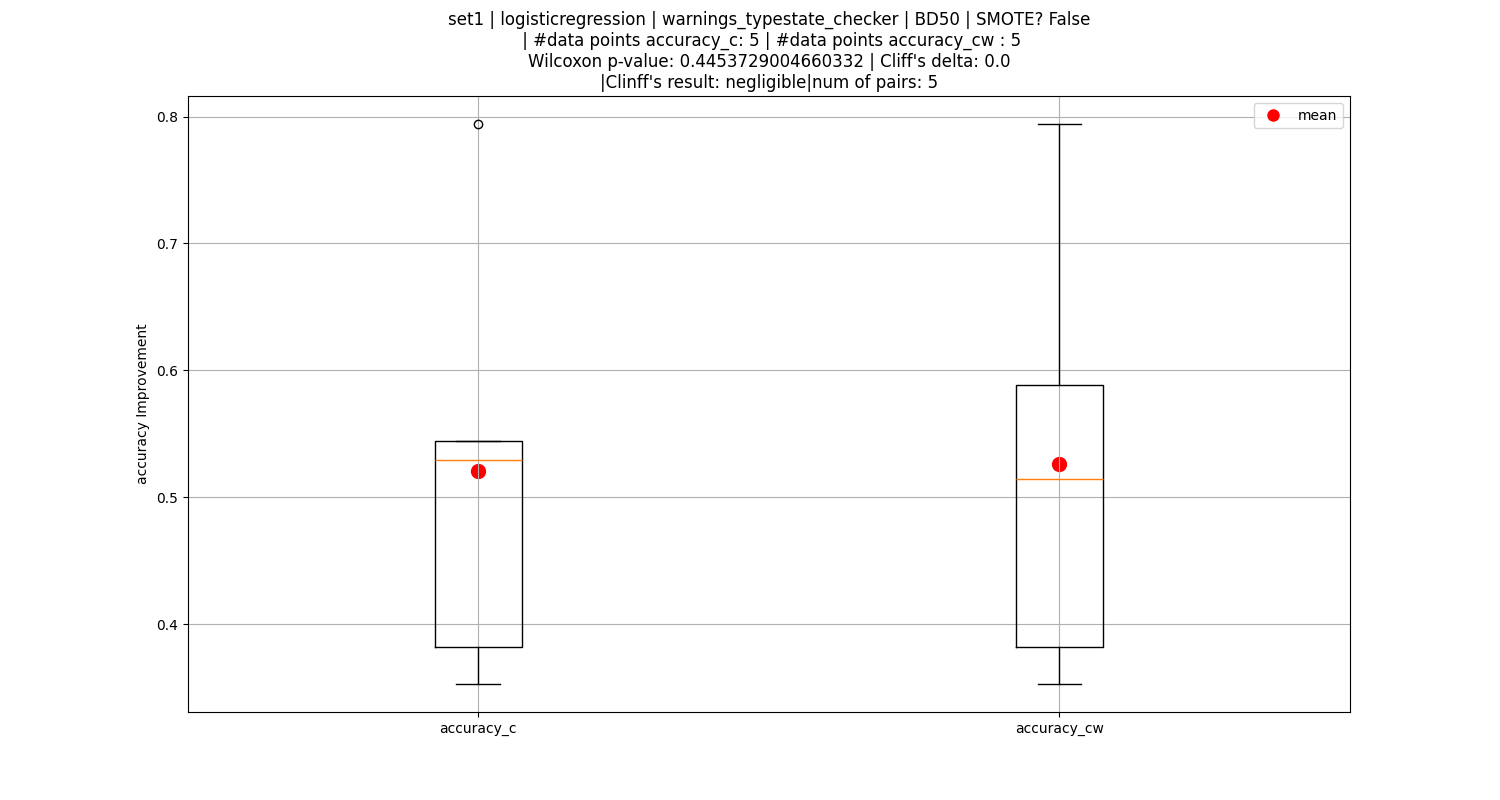 set1 | logisticregression | warnings_typestate_checker | BD50 | SMOTE? False
| #data points accuracy_c: 5 | #data points accuracy_cw : 5
Wilcoxon p-value: 0.4453729004660332 | Cliff's delta: 0.0
|Clinff's result: negligible|num of pairs: 5
mean
0.8
0.7
0.6
0.5
0.4
accuracy Improvement
accuracy_c
accuracy_cw